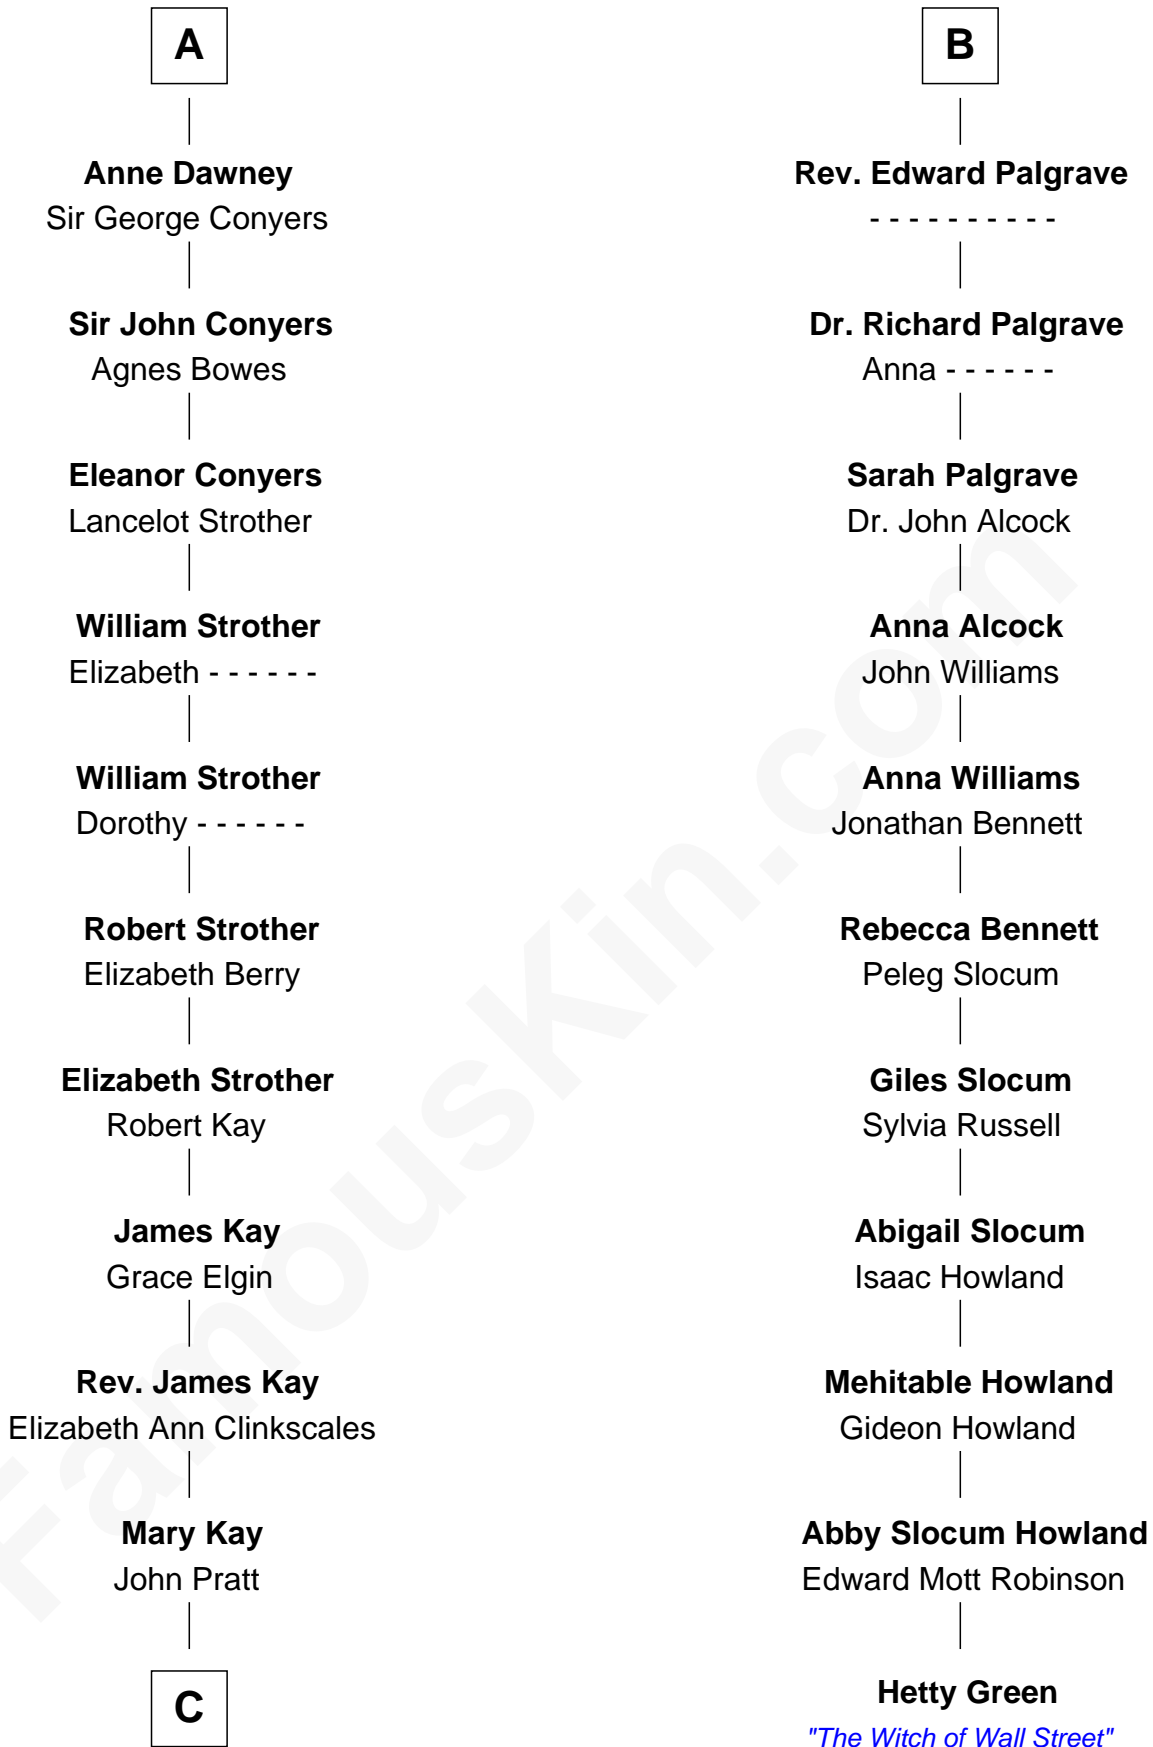 A
Anne Dawney
Sir George Conyers
Sir John Conyers
Agnes Bowes
Eleanor Conyers
Lancelot Strother
William Strother
Elizabeth - - - - - -
William Strother
Dorothy - - - - - -
Robert Strother
Elizabeth Berry
Elizabeth Strother
Robert Kay
James Kay
Grace Elgin
Rev. James Kay
Elizabeth Ann Clinkscales
Mary Kay
John Pratt
C
B
Rev. Edward Palgrave
- - - - - - - - - -
Dr. Richard Palgrave
Anna - - - - - -
Sarah Palgrave
Dr. John Alcock
Anna Alcock
John Williams
Anna Williams
Jonathan Bennett
Rebecca Bennett
Peleg Slocum
Giles Slocum
Sylvia Russell
Abigail Slocum
Isaac Howland
Mehitable Howland
Gideon Howland
Abby Slocum Howland
Edward Mott Robinson
Hetty Green
"The Witch of Wall Street"
FamousKin.com